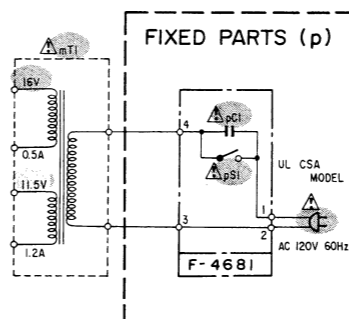 FIXED PARTS (p)
mT1
16V
0.5A
11.5V
1.2A
4
pC1
pS1
3
UL CSA
MODEL
1
2
AC 120V 60Hz
F-4681